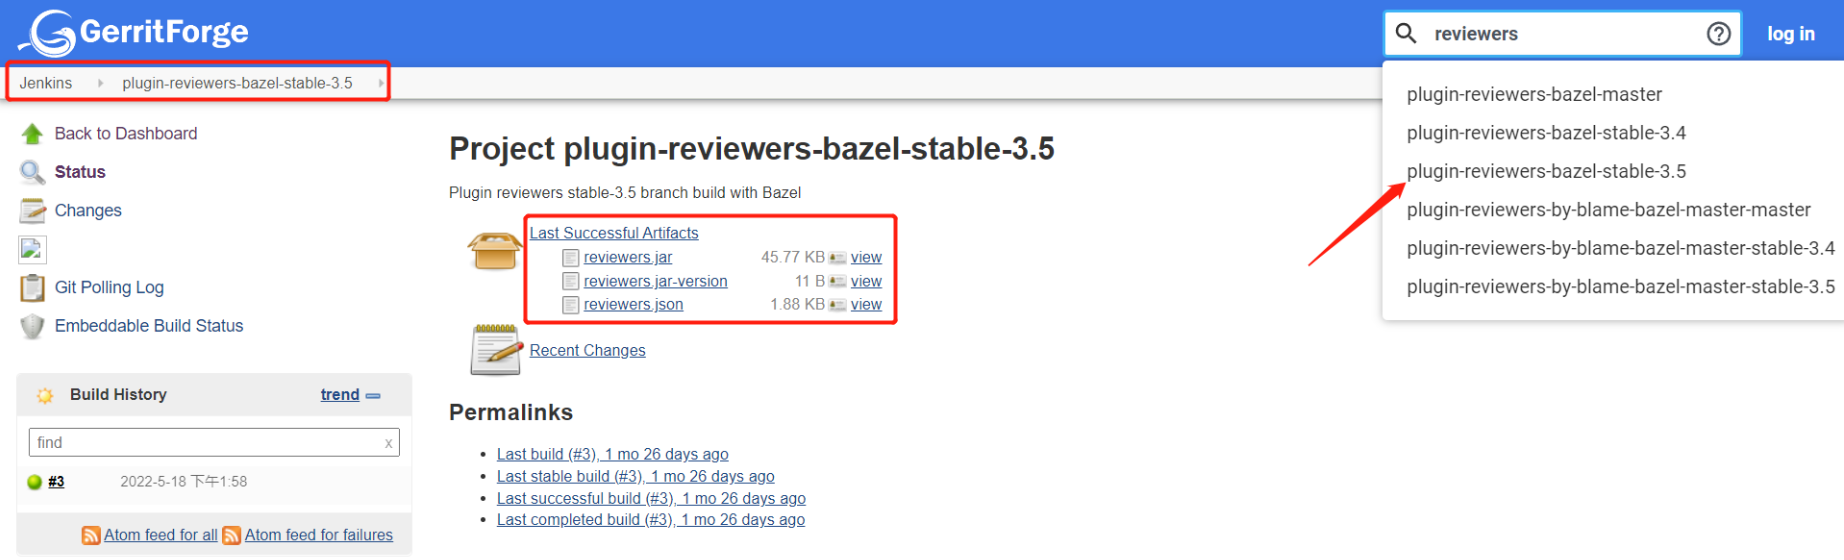 GerritForge
reviewers
log in
Jenkins
plugin-reviewers-bazel-stable-3.5
plugin-reviewers-bazel-master
plugin-reviewers-bazel-stable-3.4
plugin-reviewers-bazel-stable-3.5
plugin-reviewers-by-blame-bazel-master-master
plugin-reviewers-by-blame-bazel-master-stable-3.4
plugin-reviewers-by-blame-bazel-master-stable-3.5
Back to Dashboard
Status
Changes
Git Polling Log
Embeddable Build Status
Build History
trend
find
x
#3
2022-5-18 下午1:58
Atom feed for all
Atom feed for failures
Project plugin-reviewers-bazel-stable-3.5
Plugin reviewers stable-3.5 branch build with Bazel
Last Successful Artifacts
reviewers.jar 45.77 KB view
reviewers.jar-version 11 B view
reviewers.json 1.88 KB view
Recent Changes
Permalinks
Last build (#3), 1 mo 26 days ago
Last stable build (#3), 1 mo 26 days ago
Last successful build (#3), 1 mo 26 days ago
Last completed build (#3), 1 mo 26 days ago